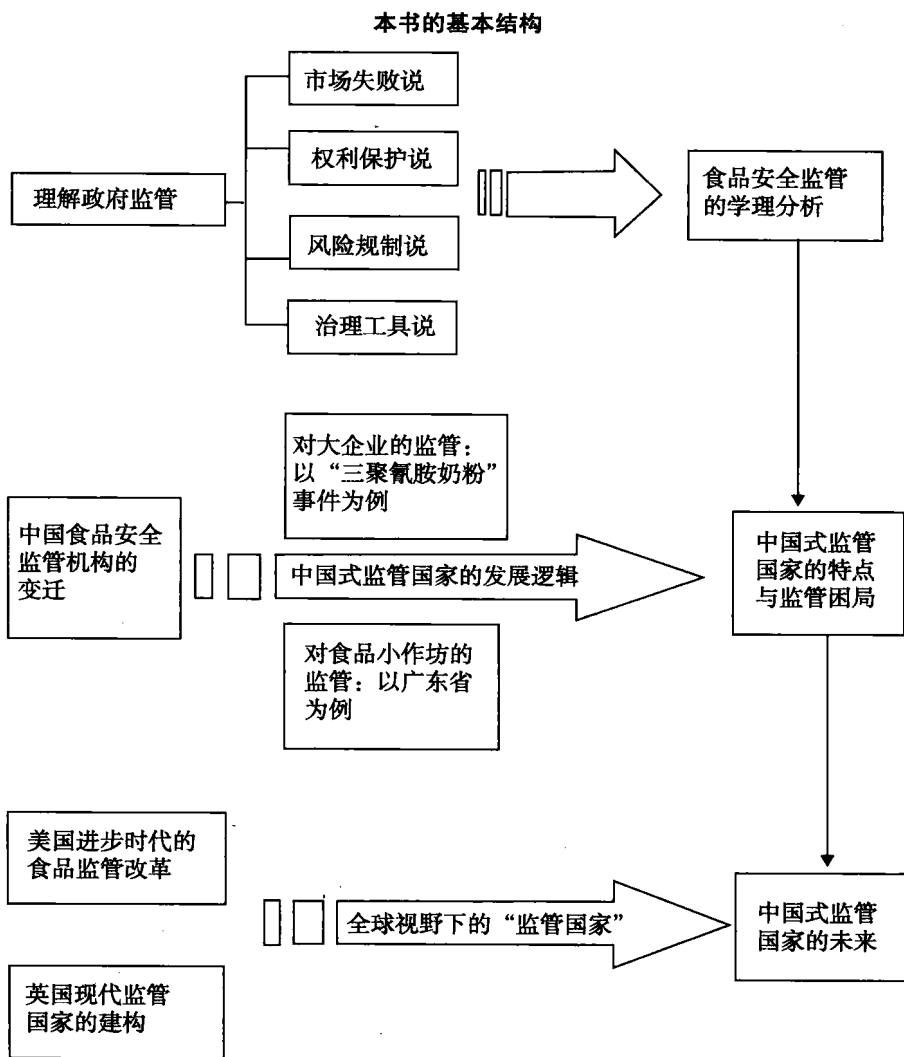 本书的基本结构
市场失败说
权利保护说
理解政府监管
风险规制说
治理工具说
食品安全监管
的学理分析
对大企业的监管：
以“三聚氰胺奶粉”
事件为例
中国食品安全
监管机构的
变迁
中国式监管国家的发展逻辑
对食品小作坊的
监管：以广东省
为例
中国式监管
国家的特点
与监管困局
美国进步时代的
食品监管改革
全球视野下的“监管国家”
英国现代监管
国家的建构
中国式监管
国家的未来